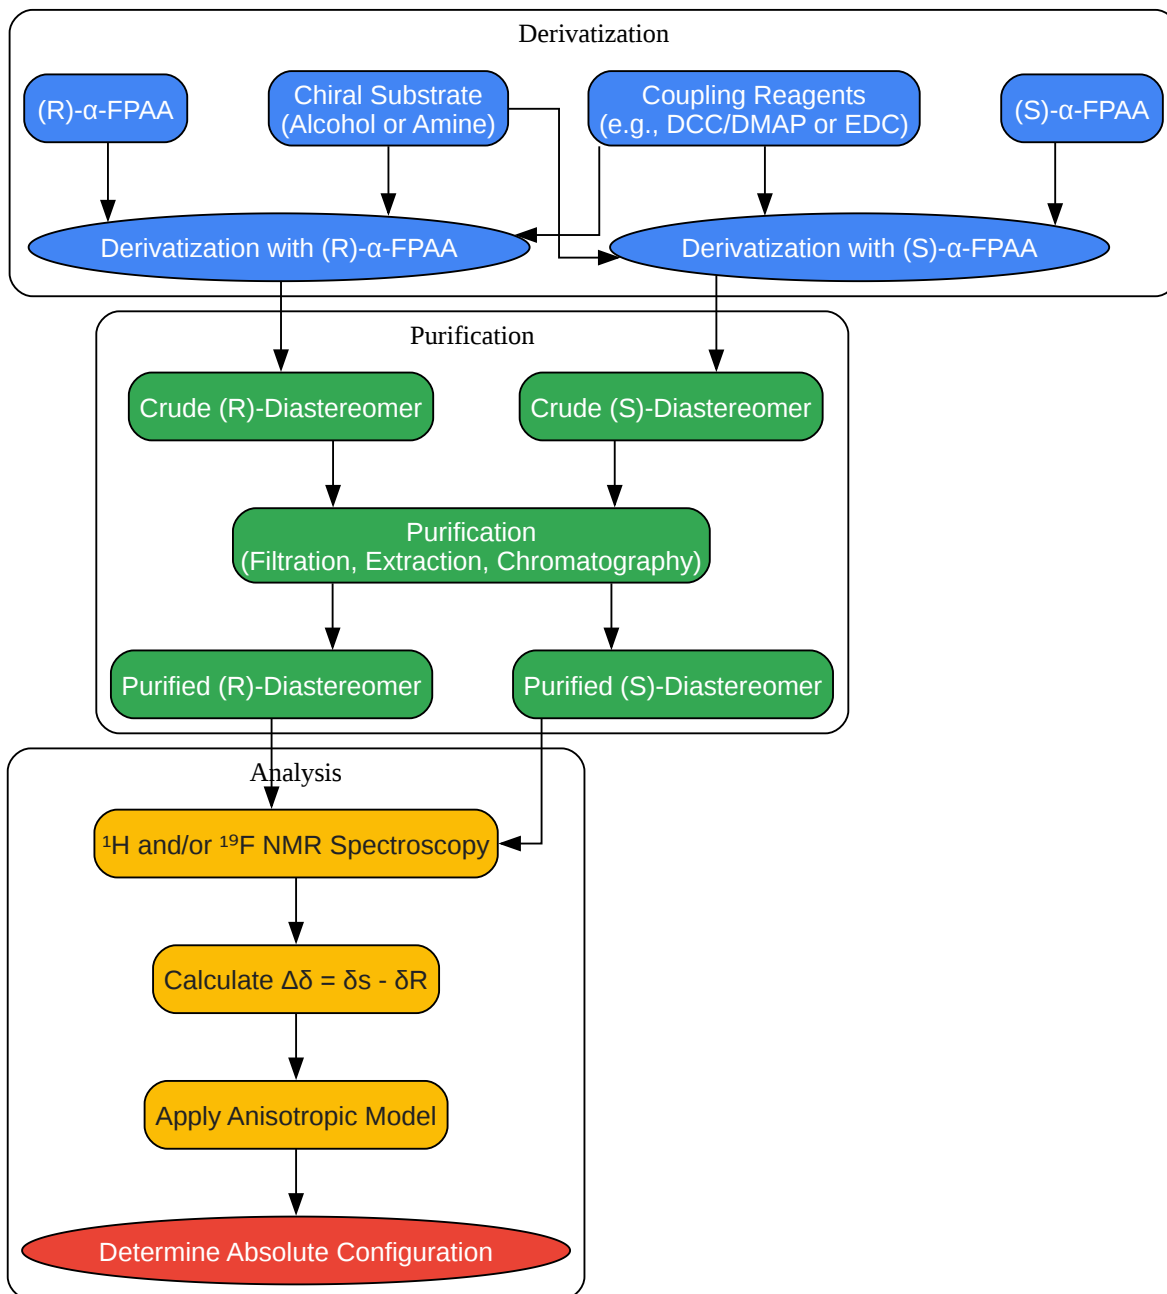 Derivatization
(R)-α-FPAA
Chiral Substrate
(Alcohol or Amine)
Coupling Reagents
(e.g., DCC/DMAP or EDC)
(S)-α-FPAA
Derivatization with (R)-α-FPAA
Derivatization with (S)-α-FPAA
Purification
Crude (R)-Diastereomer
Crude (S)-Diastereomer
Purification
(Filtration, Extraction, Chromatography)
Purified (R)-Diastereomer
Purified (S)-Diastereomer
Analysis
¹H and/or ¹⁹F NMR Spectroscopy
Calculate Δδ = δs - δR
Apply Anisotropic Model
Determine Absolute Configuration